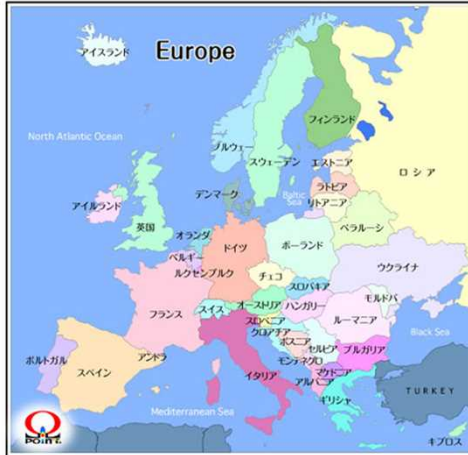 Europe
アイスランド
フィンランド
North Atlantic Ocean
ノルウェー
スウェーデン
エストニア
ロシア
Baltic
Sea
ラトビア
リトアニア
デンマーク
アイルランド
英国
ベラルーシ
オランダ
ドイツ
ポーランド
ベルギー
ルクセンブルク
チェコ
ウクライナ
スロバキア
フランス
スイス
オーストリア
ハンガリー
モルドバ
スロベニア
クロアチア
ルーマニア
ボスニア
セルビア
Black Sea
ポルトガル
スペイン
アンドラ
イタリア
モンテネグロ
ブルガリア
マケドニア
アルバニア
ギリシャ
TURKEY
Mediterranean Sea
キプロス
POINT.